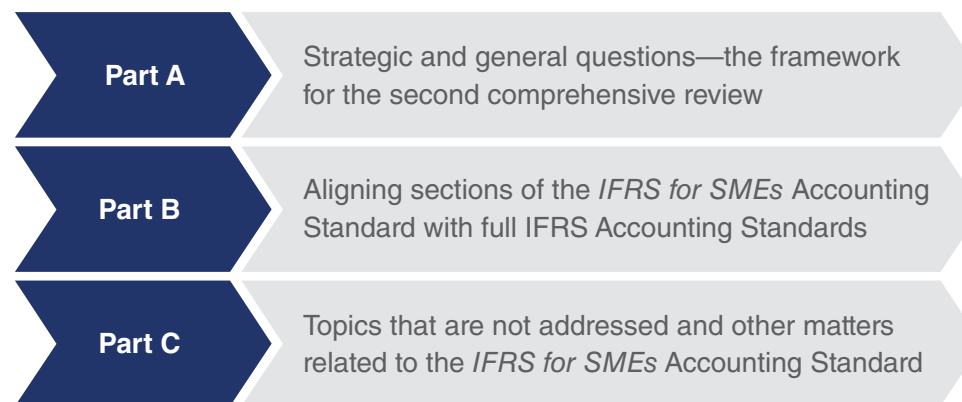 Part A
Strategic and general questions—the framework
for the second comprehensive review
Part B
Aligning sections of the IFRS for SMEs Accounting
Standard with full IFRS Accounting Standards
Part C
Topics that are not addressed and other matters
related to the IFRS for SMEs Accounting Standard